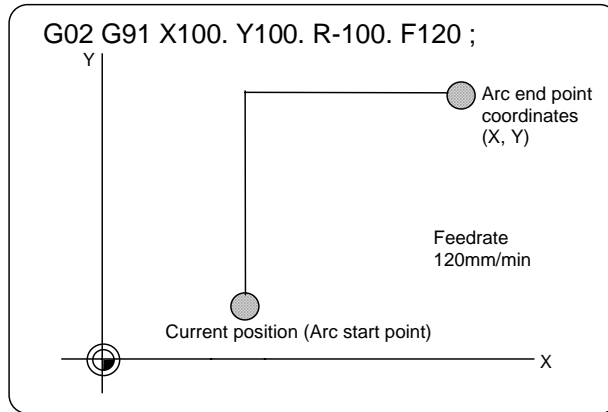 G02 G91 X100. Y100. R-100. F120 ;
Y
Arc end point
coordinates
(X, Y)
Feedrate
120mm/min
Current position (Arc start point)
X